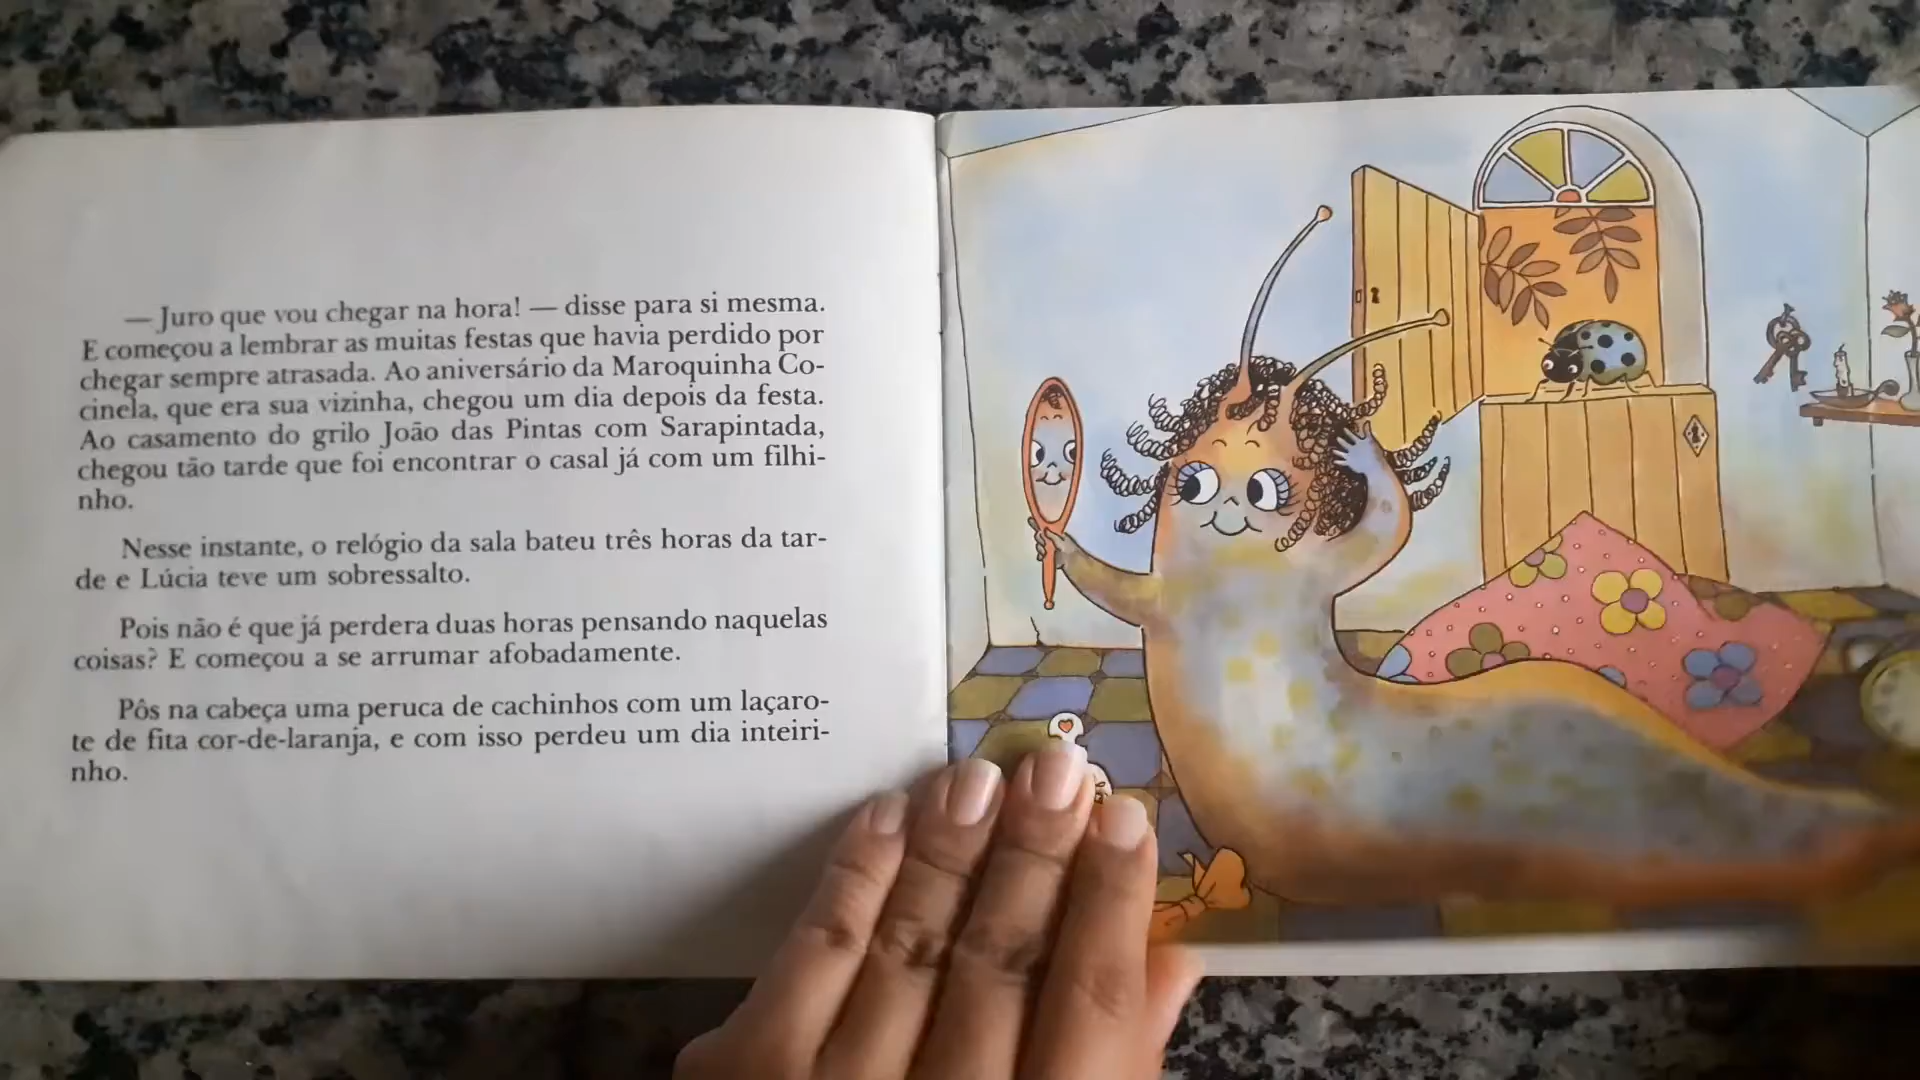 — Juro que vou chegar na hora! — disse para si mesma.
E começou a lembrar as muitas festas que havia perdido por
chegar sempre atrasada. Ao aniversário da Maroquinha Co-
cinela, que era sua vizinha, chegou um dia depois da festa.
Ao casamento do grilo João das Pintas com Sarapintada,
chegou tão tarde que foi encontrar o casal já com um filhi-
nho.
Nesse instante, o relógio da sala bateu três horas da tar-
de e Lúcia teve um sobressalto.
Pois não é que já perdera duas horas pensando naquelas
coisas? E começou a se arrumar afobadamente.
Pôs na cabeça uma peruca de cachinhos com um laçaro-
te de fita cor-de-laranja, e com isso perdeu um dia inteiri-
nho.